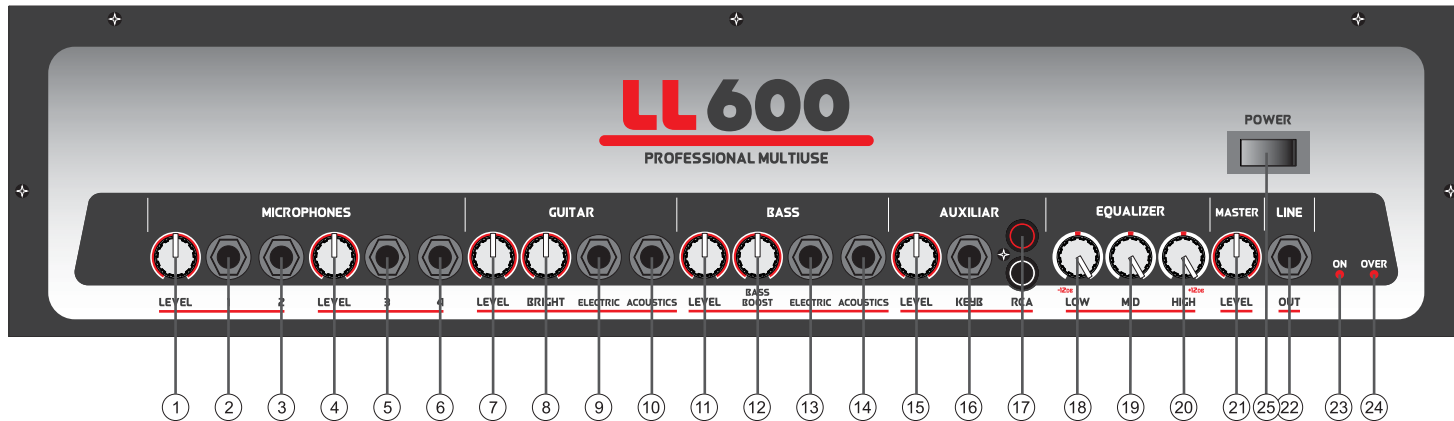 LL600
PROFESSIONAL MULTIUSE
POWER
MICROPHONES GUITAR BASS AUXILIAR EQUALIZER MASTER LINE
ON OVER
-12DB +12DB
LEVEL 1 2 LEVEL 3 4 LEVEL BRIGHT ELECTRIC ACOUSTICS LEVEL BASS BOOST ELECTRIC ACOUSTICS LEVEL KEYB RCA LOW MID HIGH LEVEL OUT
1 2 3 4 5 6 7 8 9 10 11 12 13 14 15 16 17 18 19 20 21 25 22 23 24